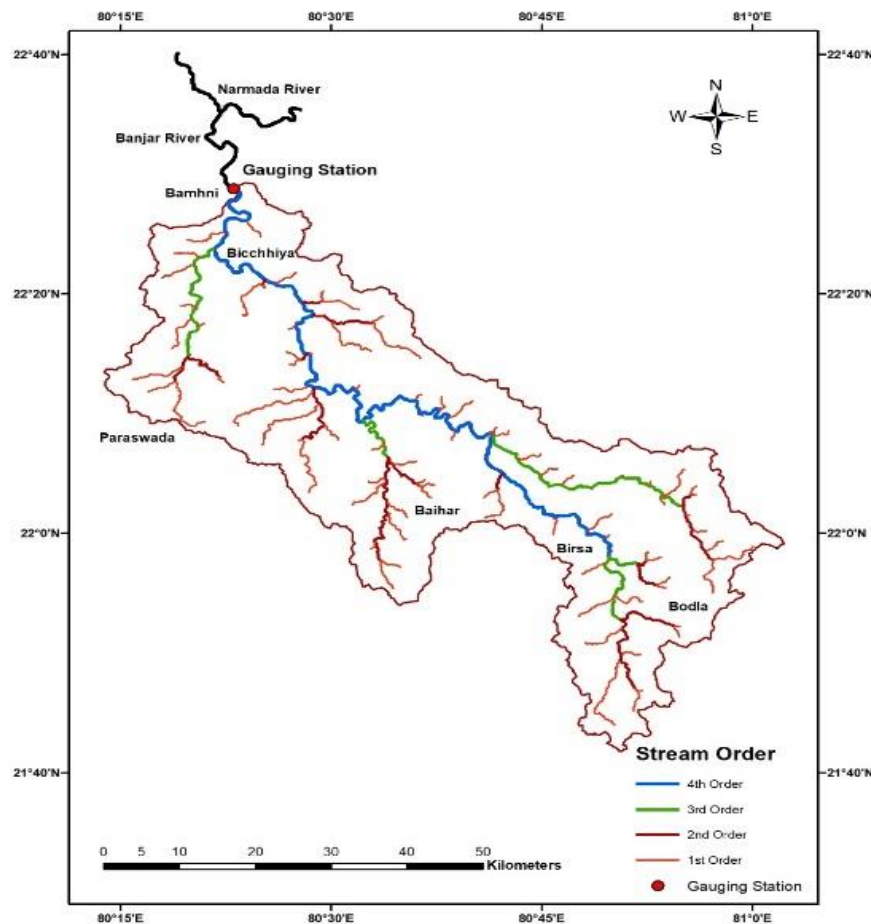 80°15'E 80°30'E 80°45'E 81°0'E
22°40'N 22°40'N
Narmada River
N
W E
S
Banjar River
Gauging Station
Bamhni
Bicchhiya
22°20'N 22°20'N
Paraswada
Baihar
22°0'N 22°0'N
Birsa
Bodla
Stream Order
21°40'N 21°40'N
4th Order
3rd Order
2nd Order
1st Order
Gauging Station
0 5 10 20 30 40 50
Kilometers
80°15'E 80°30'E 80°45'E 81°0'E